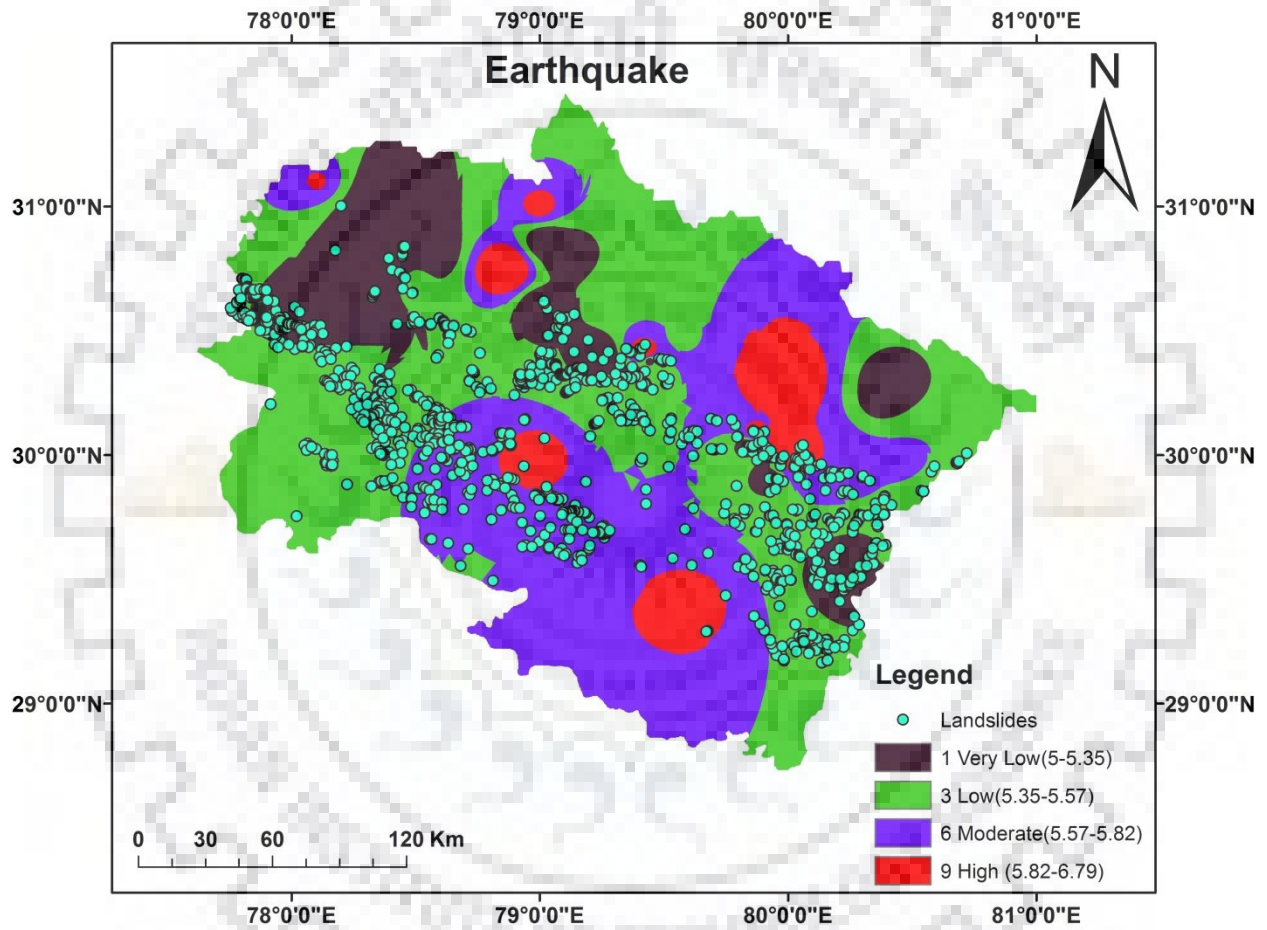 78°0'0"E 79°0'0"E 80°0'0"E 81°0'0"E
Earthquake
N
31°0'0"N 31°0'0"N
30°0'0"N 30°0'0"N
29°0'0"N 29°0'0"N
Legend
Landslides
1 Very Low(5-5.35)
3 Low(5.35-5.57)
6 Moderate(5.57-5.82)
9 High (5.82-6.79)
0 30 60 120 Km
78°0'0"E 79°0'0"E 80°0'0"E 81°0'0"E